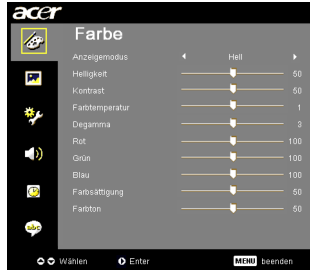 acer
Farbe
Anzeigemodus Hell
Helligkeit 50
Kontrast 50
Farbtemperatur 1
Degamma 3
Rot 100
Grün 100
Blau 100
Farbsättigung 50
Farbton 50
abc
Wählen Enter MENU beenden